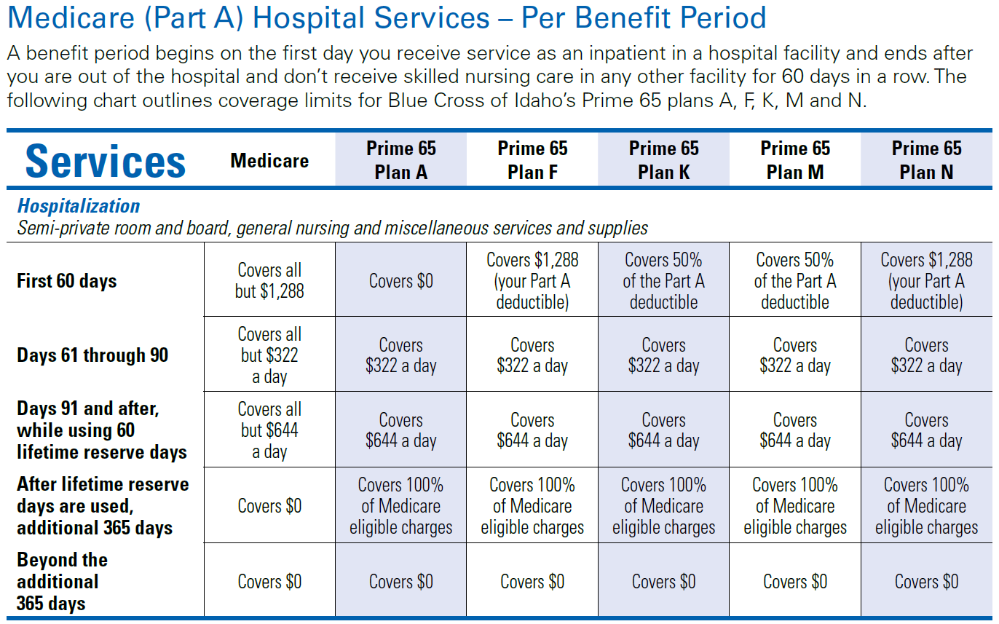 Medicare (Part A) Hospital Services – Per Benefit Period
A benefit period begins on the first day you receive service as an inpatient in a hospital facility and ends after
you are out of the hospital and don’t receive skilled nursing care in any other facility for 60 days in a row. The
following chart outlines coverage limits for Blue Cross of Idaho’s Prime 65 plans A, F, K, M and N.
Services
Medicare
Prime 65
Plan A
Prime 65
Plan F
Prime 65
Plan K
Prime 65
Plan M
Prime 65
Plan N
Hospitalization
Semi-private room and board, general nursing and miscellaneous services and supplies
First 60 days
Covers all
but $1,288
Covers $0
Covers $1,288
(your Part A
deductible)
Covers 50%
of the Part A
deductible
Covers 50%
of the Part A
deductible
Covers $1,288
(your Part A
deductible)
Days 61 through 90
Covers all
but $322
a day
Covers
$322 a day
Covers
$322 a day
Covers
$322 a day
Covers
$322 a day
Covers
$322 a day
Days 91 and after,
while using 60
lifetime reserve days
Covers all
but $644
a day
Covers
$644 a day
Covers
$644 a day
Covers
$644 a day
Covers
$644 a day
Covers
$644 a day
After lifetime reserve
days are used,
additional 365 days
Covers $0
Covers 100%
of Medicare
eligible charges
Covers 100%
of Medicare
eligible charges
Covers 100%
of Medicare
eligible charges
Covers 100%
of Medicare
eligible charges
Covers 100%
of Medicare
eligible charges
Beyond the
additional
365 days
Covers $0
Covers $0
Covers $0
Covers $0
Covers $0
Covers $0